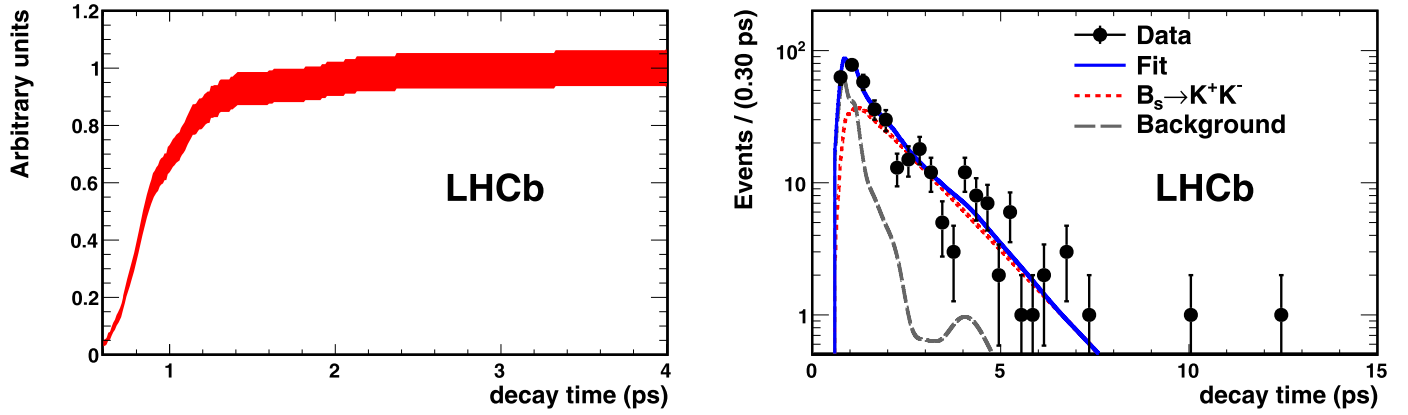 Arbitrary units
1.2
1
0.8
0.6
0.4
0.2
0
LHCb
1 2 3 4
decay time (ps)
Events / (0.30 ps)
10²
10
1
Data
Fit
Bₛ→K⁺K⁻
Background
LHCb
0 5 10 15
decay time (ps)